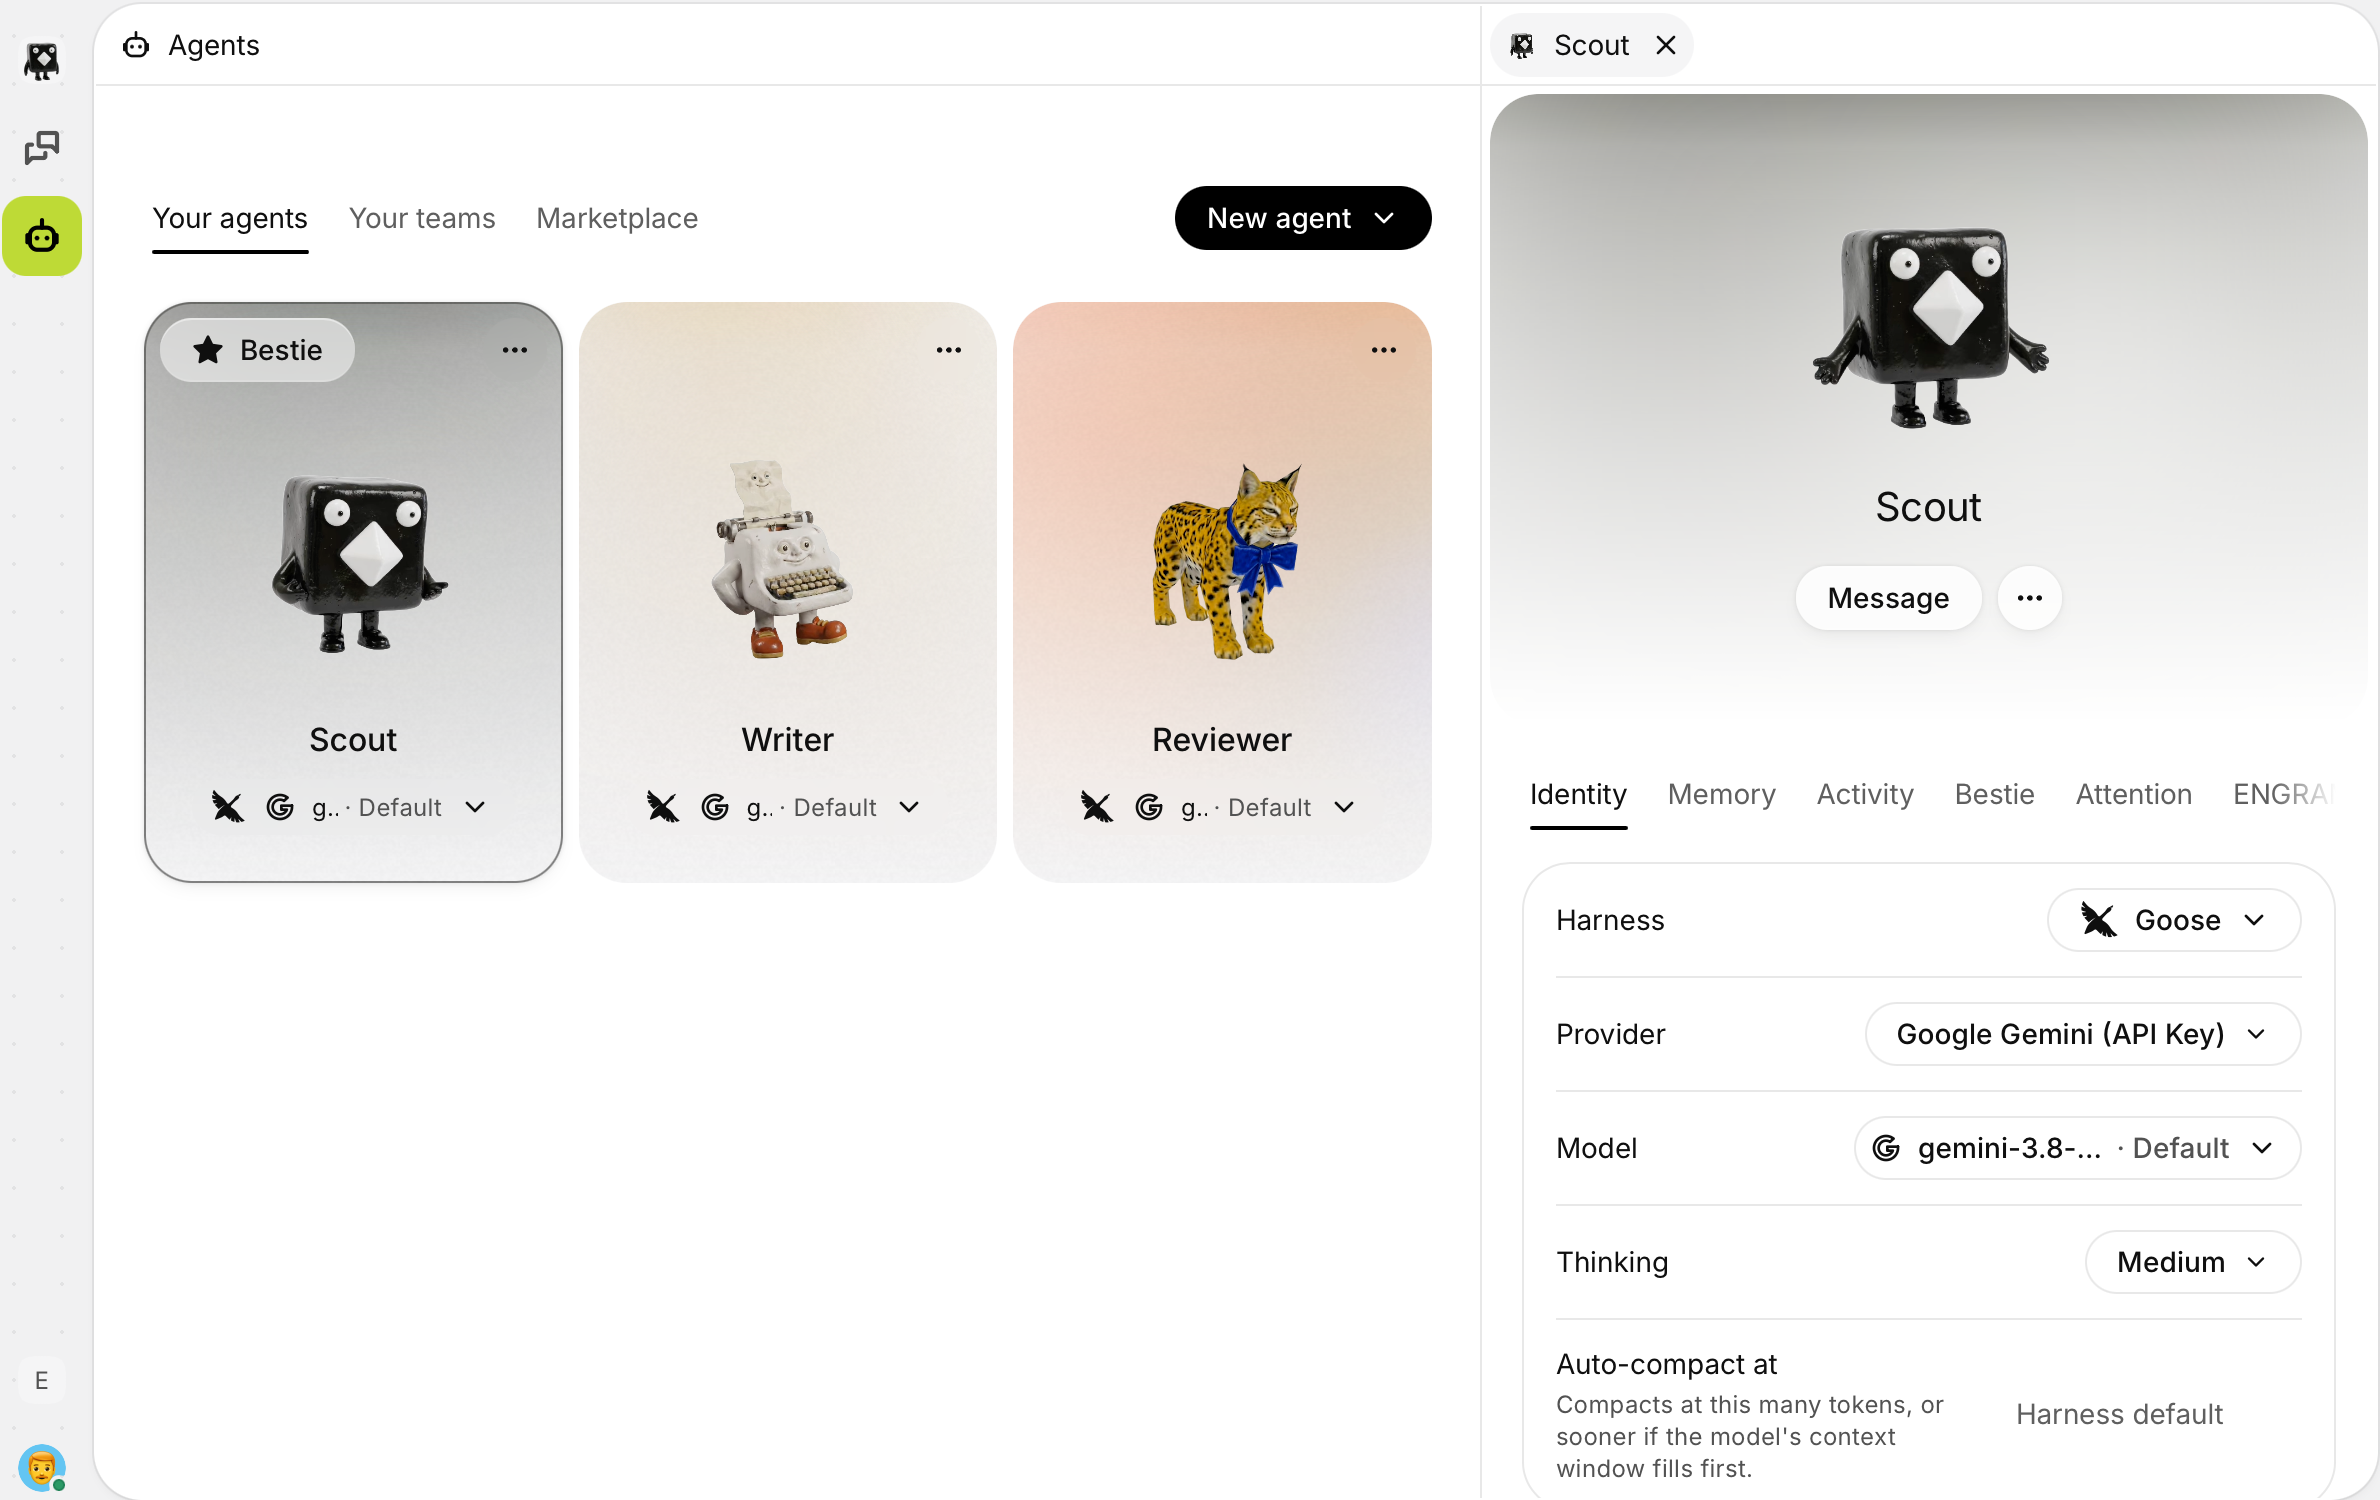 Agents
Scout
Your agents
Your teams
Marketplace
New agent
Bestie
Scout
g.. · Default
Writer
g.. · Default
Reviewer
g.. · Default
Scout
Message
Identity
Memory
Activity
Bestie
Attention
ENGRA
Harness
Goose
Provider
Google Gemini (API Key)
Model
gemini-3.8-... · Default
Thinking
Medium
Auto-compact at
Compacts at this many tokens, or
sooner if the model's context
window fills first.
Harness default
E